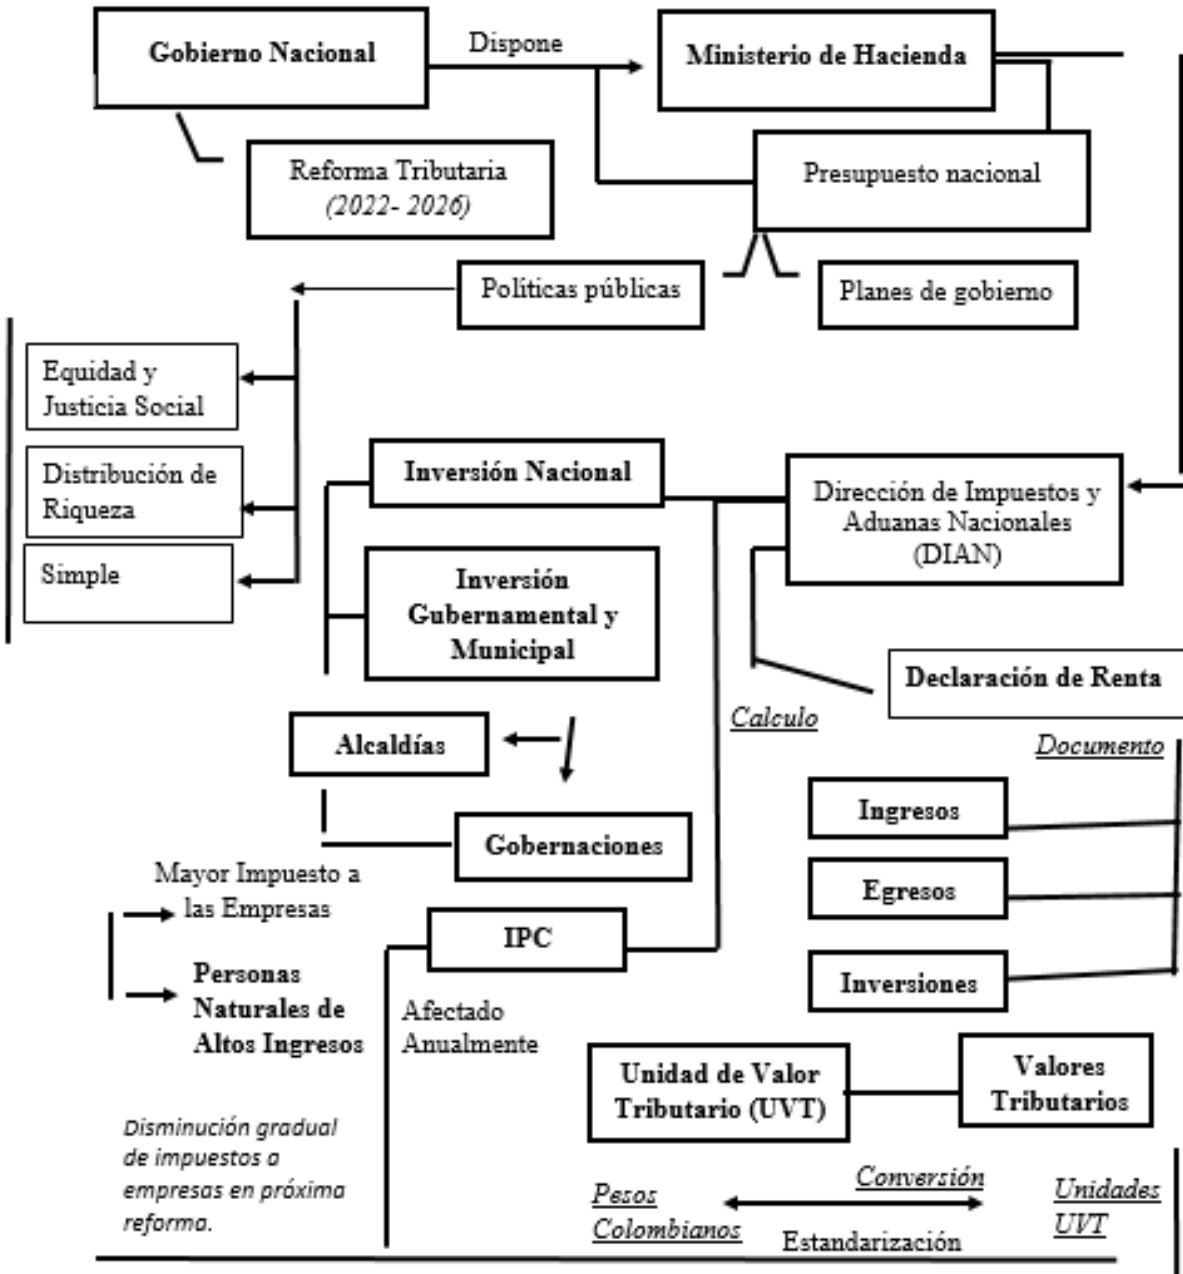 Gobierno Nacional
Dispone
Ministerio de Hacienda
Reforma Tributaria
(2022- 2026)
Presupuesto nacional
Políticas públicas
Planes de gobierno
Equidad y
Justicia Social
Distribución de
Riqueza
Simple
Inversión Nacional
Inversión
Gubernamental y
Municipal
Dirección de Impuestos y
Aduanas Nacionales
(DIAN)
Declaración de Renta
Calculo
Documento
Alcaldías
Gobernaciones
Ingresos
Egresos
Inversiones
Mayor Impuesto a
las Empresas
Personas
Naturales de
Altos Ingresos
IPC
Afectado
Anualmente
Unidad de Valor
Tributario (UVT)
Valores
Tributarios
Disminución gradual
de impuestos a
empresas en próxima
reforma.
Pesos
Colombianos
Conversión
Estandarización
Unidades
UVT